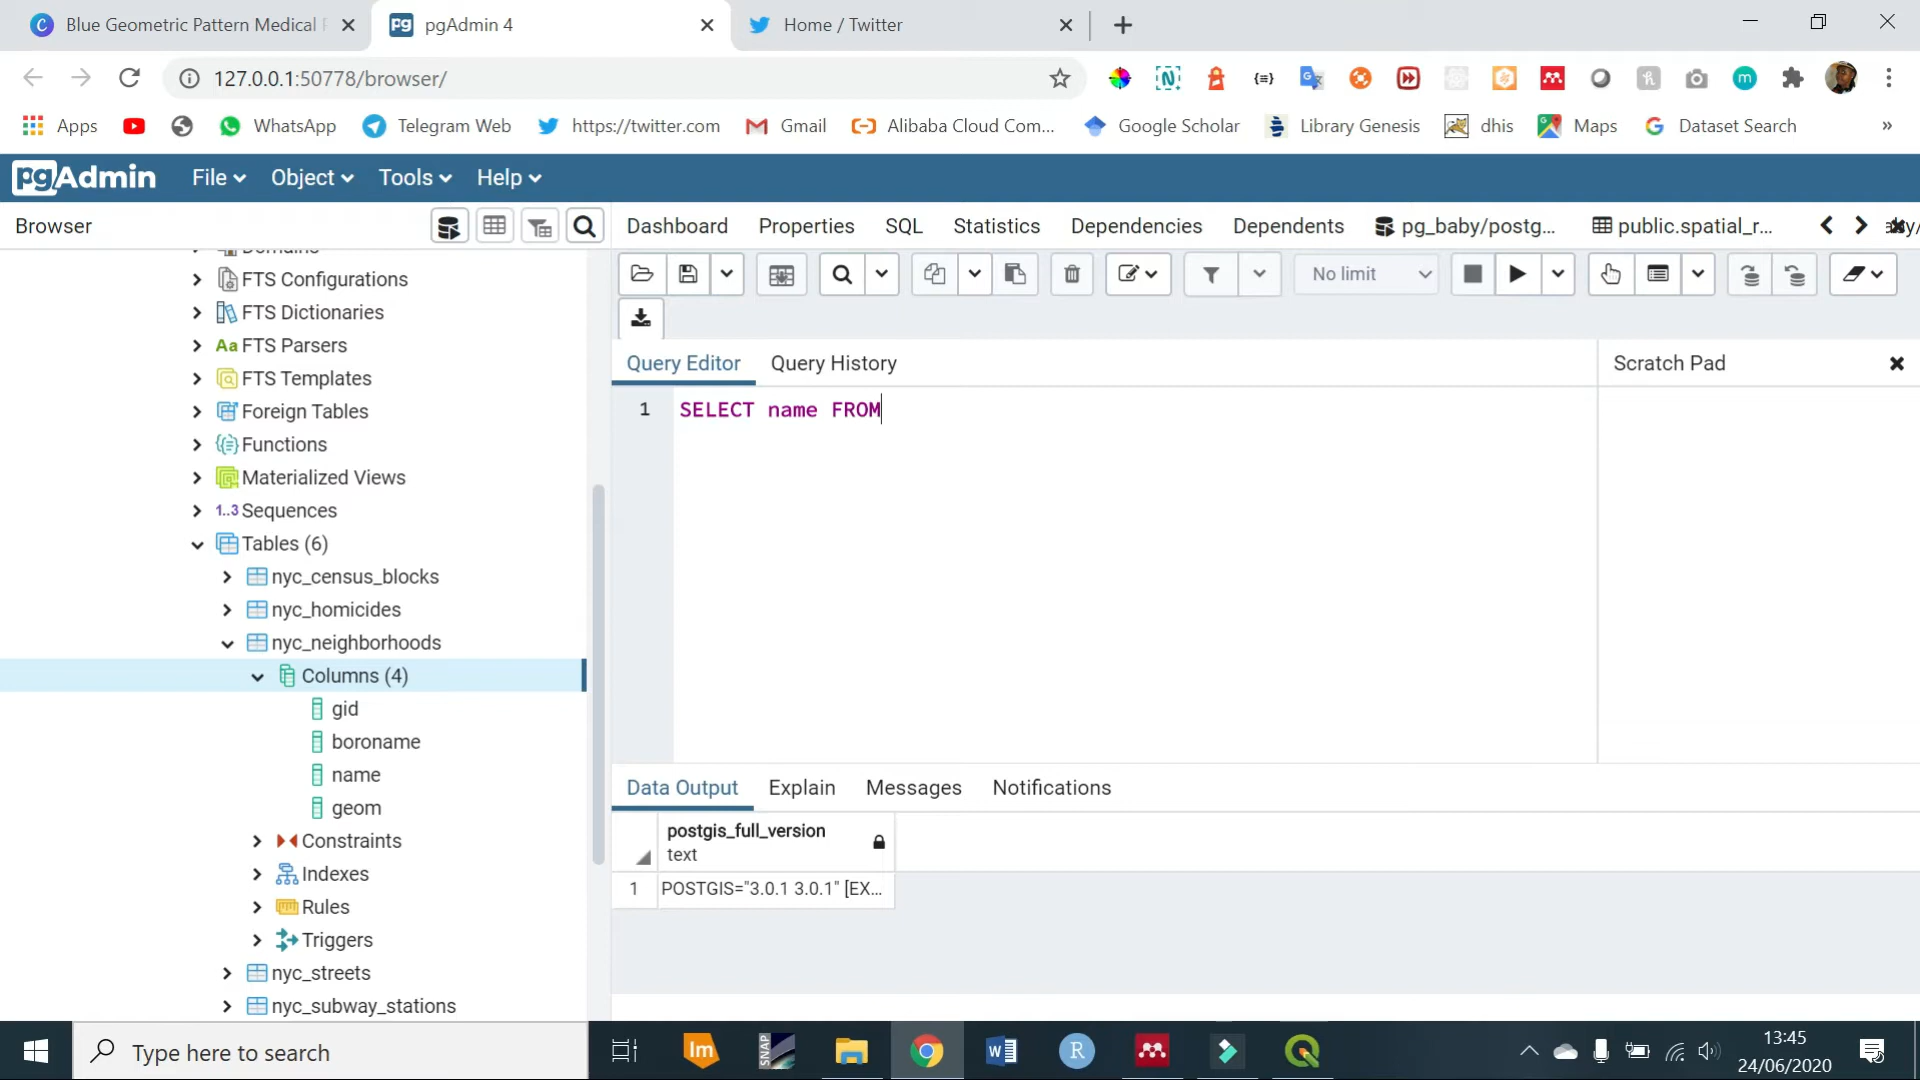 Blue Geometric Pattern Medical
pgAdmin 4
Home / Twitter
127.0.0.1:50778/browser/
Apps
WhatsApp
Telegram Web
https://twitter.com
Gmail
Alibaba Cloud Com...
Google Scholar
Library Genesis
dhis
Maps
Dataset Search
pgAdmin
File
Object
Tools
Help
Browser
Dashboard
Properties
SQL
Statistics
Dependencies
Dependents
pg_baby/postg...
public.spatial_r...
No limit
FTS Configurations
FTS Dictionaries
Aa FTS Parsers
FTS Templates
Foreign Tables
Functions
Materialized Views
1..3 Sequences
Tables (6)
nyc_census_blocks
nyc_homicides
nyc_neighborhoods
Columns (4)
gid
boroname
name
geom
Constraints
Indexes
Rules
Triggers
nyc_streets
nyc_subway_stations
Query Editor
Query History
Scratch Pad
1 SELECT name FROM
Data Output
Explain
Messages
Notifications
postgis_full_version
text
1 POSTGIS="3.0.1 3.0.1" [EX...
Type here to search
Im
SNAP
13:45
24/06/2020